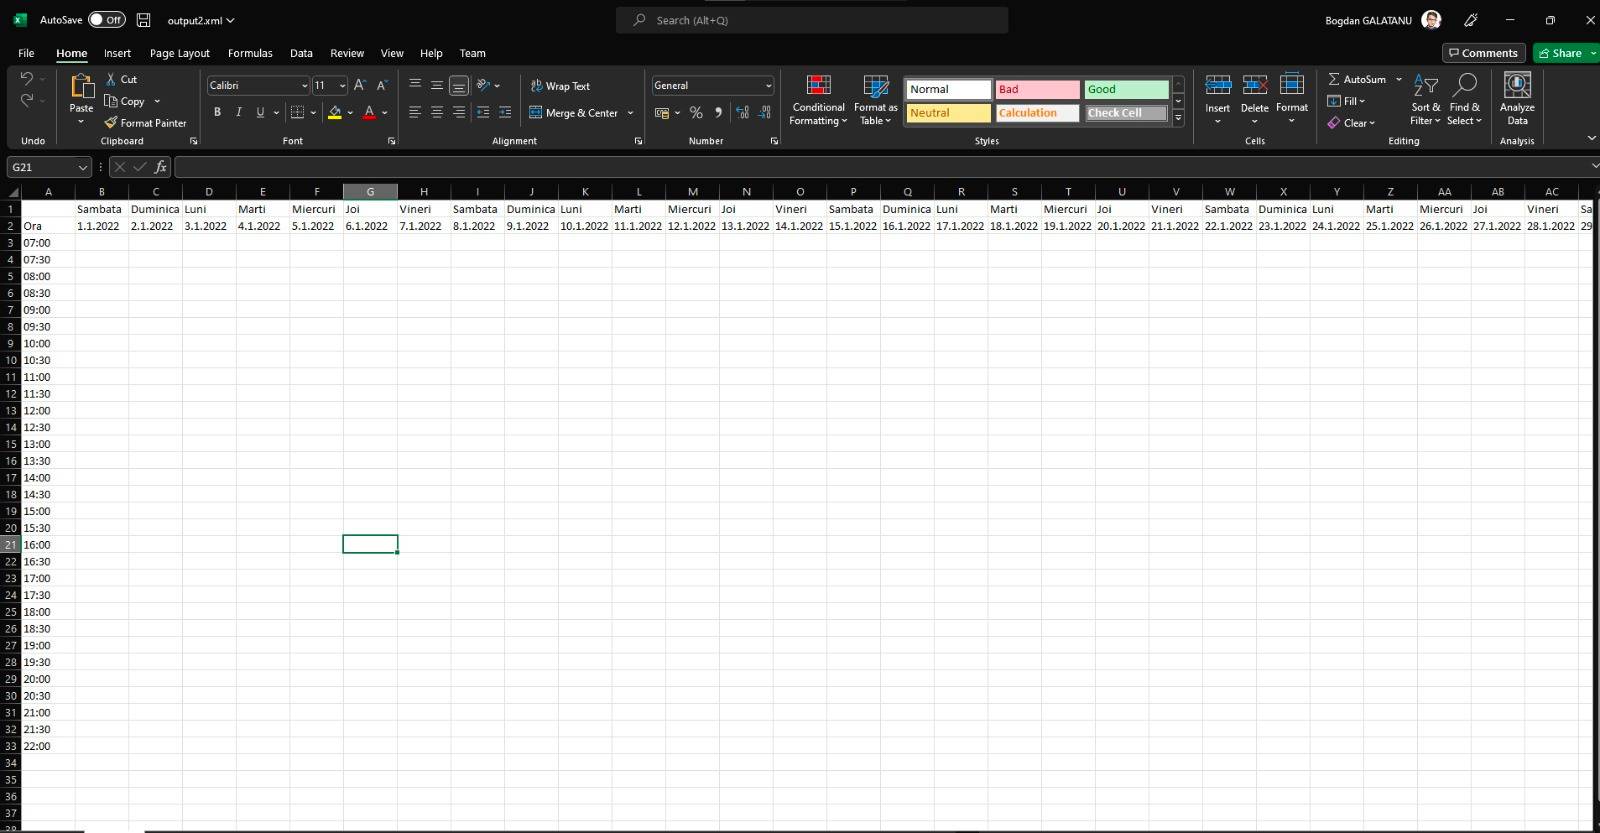 AutoSave Off output2.xml Search (Alt+Q) Bogdan GALATANU
File Home Insert Page Layout Formulas Data Review View Help Team Comments Share
Paste Cut Copy Format Painter
Calibri 11 B I U
Wrap Text Merge & Center
General % 9
Conditional Formatting Format as Table
Normal Bad Good
Neutral Calculation Check Cell
Insert Delete Format
AutoSum Fill Clear Sort & Filter Find & Select
Analyze Data
Undo Clipboard Font Alignment Number Styles Cells Editing Analysis
G21 fx
A B C D E F G H I J K L M N O P Q R S T U V W X Y Z AA AB AC
1 Sambata Duminica Luni Marti Miercuri Joi Vineri Sambata Duminica Luni Marti Miercuri Joi Vineri Sambata Duminica Luni Marti Miercuri Joi Vineri Sambata Duminica Luni Marti Miercuri Joi Vineri Sa
2 Ora 1.1.2022 2.1.2022 3.1.2022 4.1.2022 5.1.2022 6.1.2022 7.1.2022 8.1.2022 9.1.2022 10.1.2022 11.1.2022 12.1.2022 13.1.2022 14.1.2022 15.1.2022 16.1.2022 17.1.2022 18.1.2022 19.1.2022 20.1.2022 21.1.2022 22.1.2022 23.1.2022 24.1.2022 25.1.2022 26.1.2022 27.1.2022 28.1.2022 29
3 07:00
4 07:30
5 08:00
6 08:30
7 09:00
8 09:30
9 10:00
10 10:30
11 11:00
12 11:30
13 12:00
14 12:30
15 13:00
16 13:30
17 14:00
18 14:30
19 15:00
20 15:30
21 16:00
22 16:30
23 17:00
24 17:30
25 18:00
26 18:30
27 19:00
28 19:30
29 20:00
30 20:30
31 21:00
32 21:30
33 22:00
34
35
36
37
38